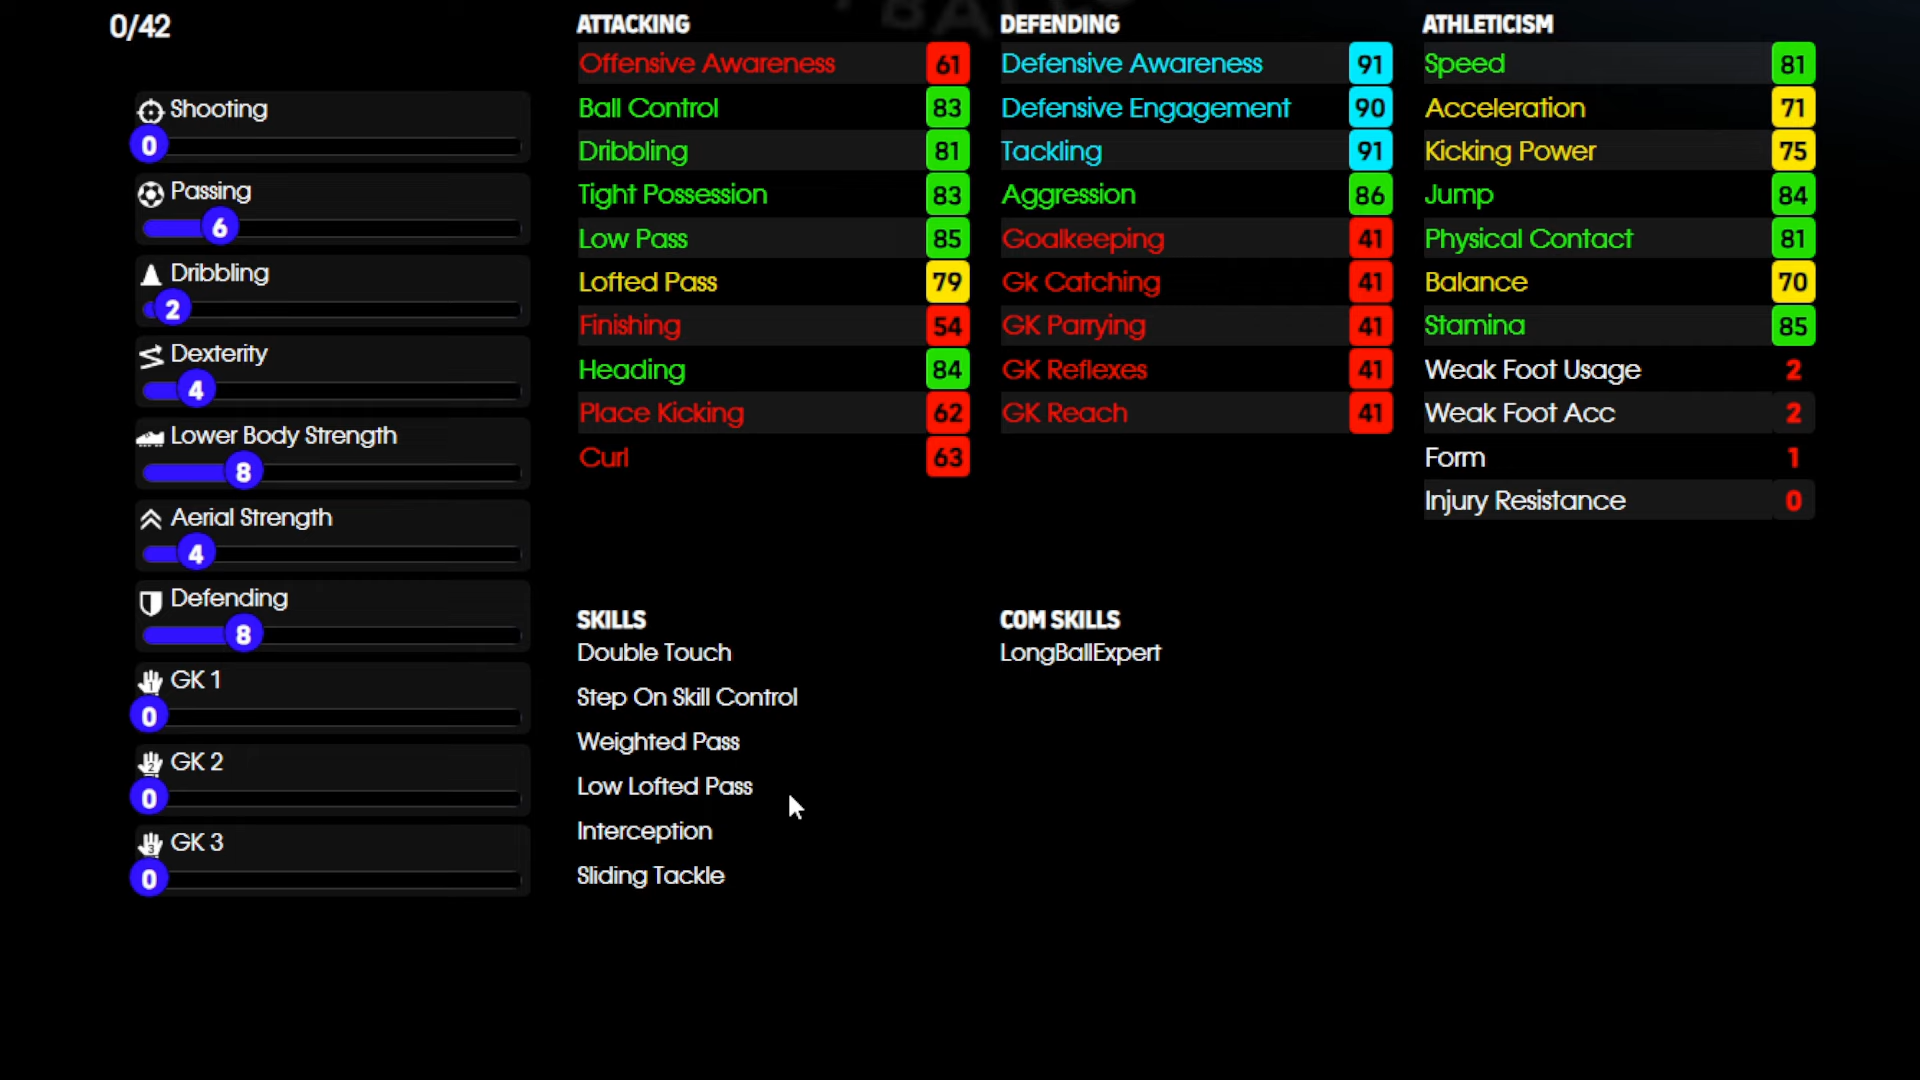 0/42
Shooting
0
Passing
6
Dribbling
2
Dexterity
4
Lower Body Strength
8
Aerial Strength
4
Defending
8
GK 1
0
GK 2
0
GK 3
0
ATTACKING
Offensive Awareness 61
Ball Control 83
Dribbling 81
Tight Possession 83
Low Pass 85
Lofted Pass 79
Finishing 54
Heading 84
Place Kicking 62
Curl 63
DEFENDING
Defensive Awareness 91
Defensive Engagement 90
Tackling 91
Aggression 86
Goalkeeping 41
Gk Catching 41
GK Parrying 41
GK Reflexes 41
GK Reach 41
ATHLETICISM
Speed 81
Acceleration 71
Kicking Power 75
Jump 84
Physical Contact 81
Balance 70
Stamina 85
Weak Foot Usage 2
Weak Foot Acc 2
Form 1
Injury Resistance 0
SKILLS
Double Touch
Step On Skill Control
Weighted Pass
Low Lofted Pass
Interception
Sliding Tackle
COM SKILLS
LongBallExpert